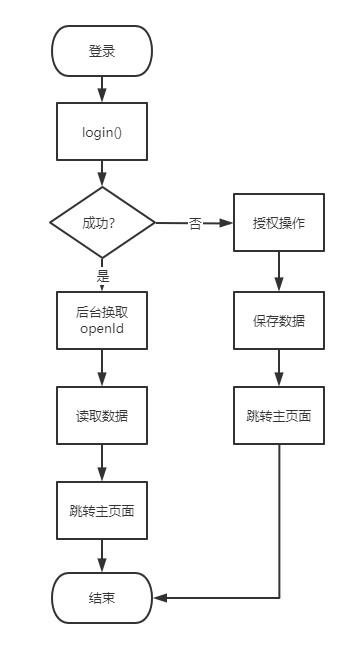 登录
login()
成功?
否
授权操作
是
后台换取
openId
保存数据
读取数据
跳转主页面
跳转主页面
结束